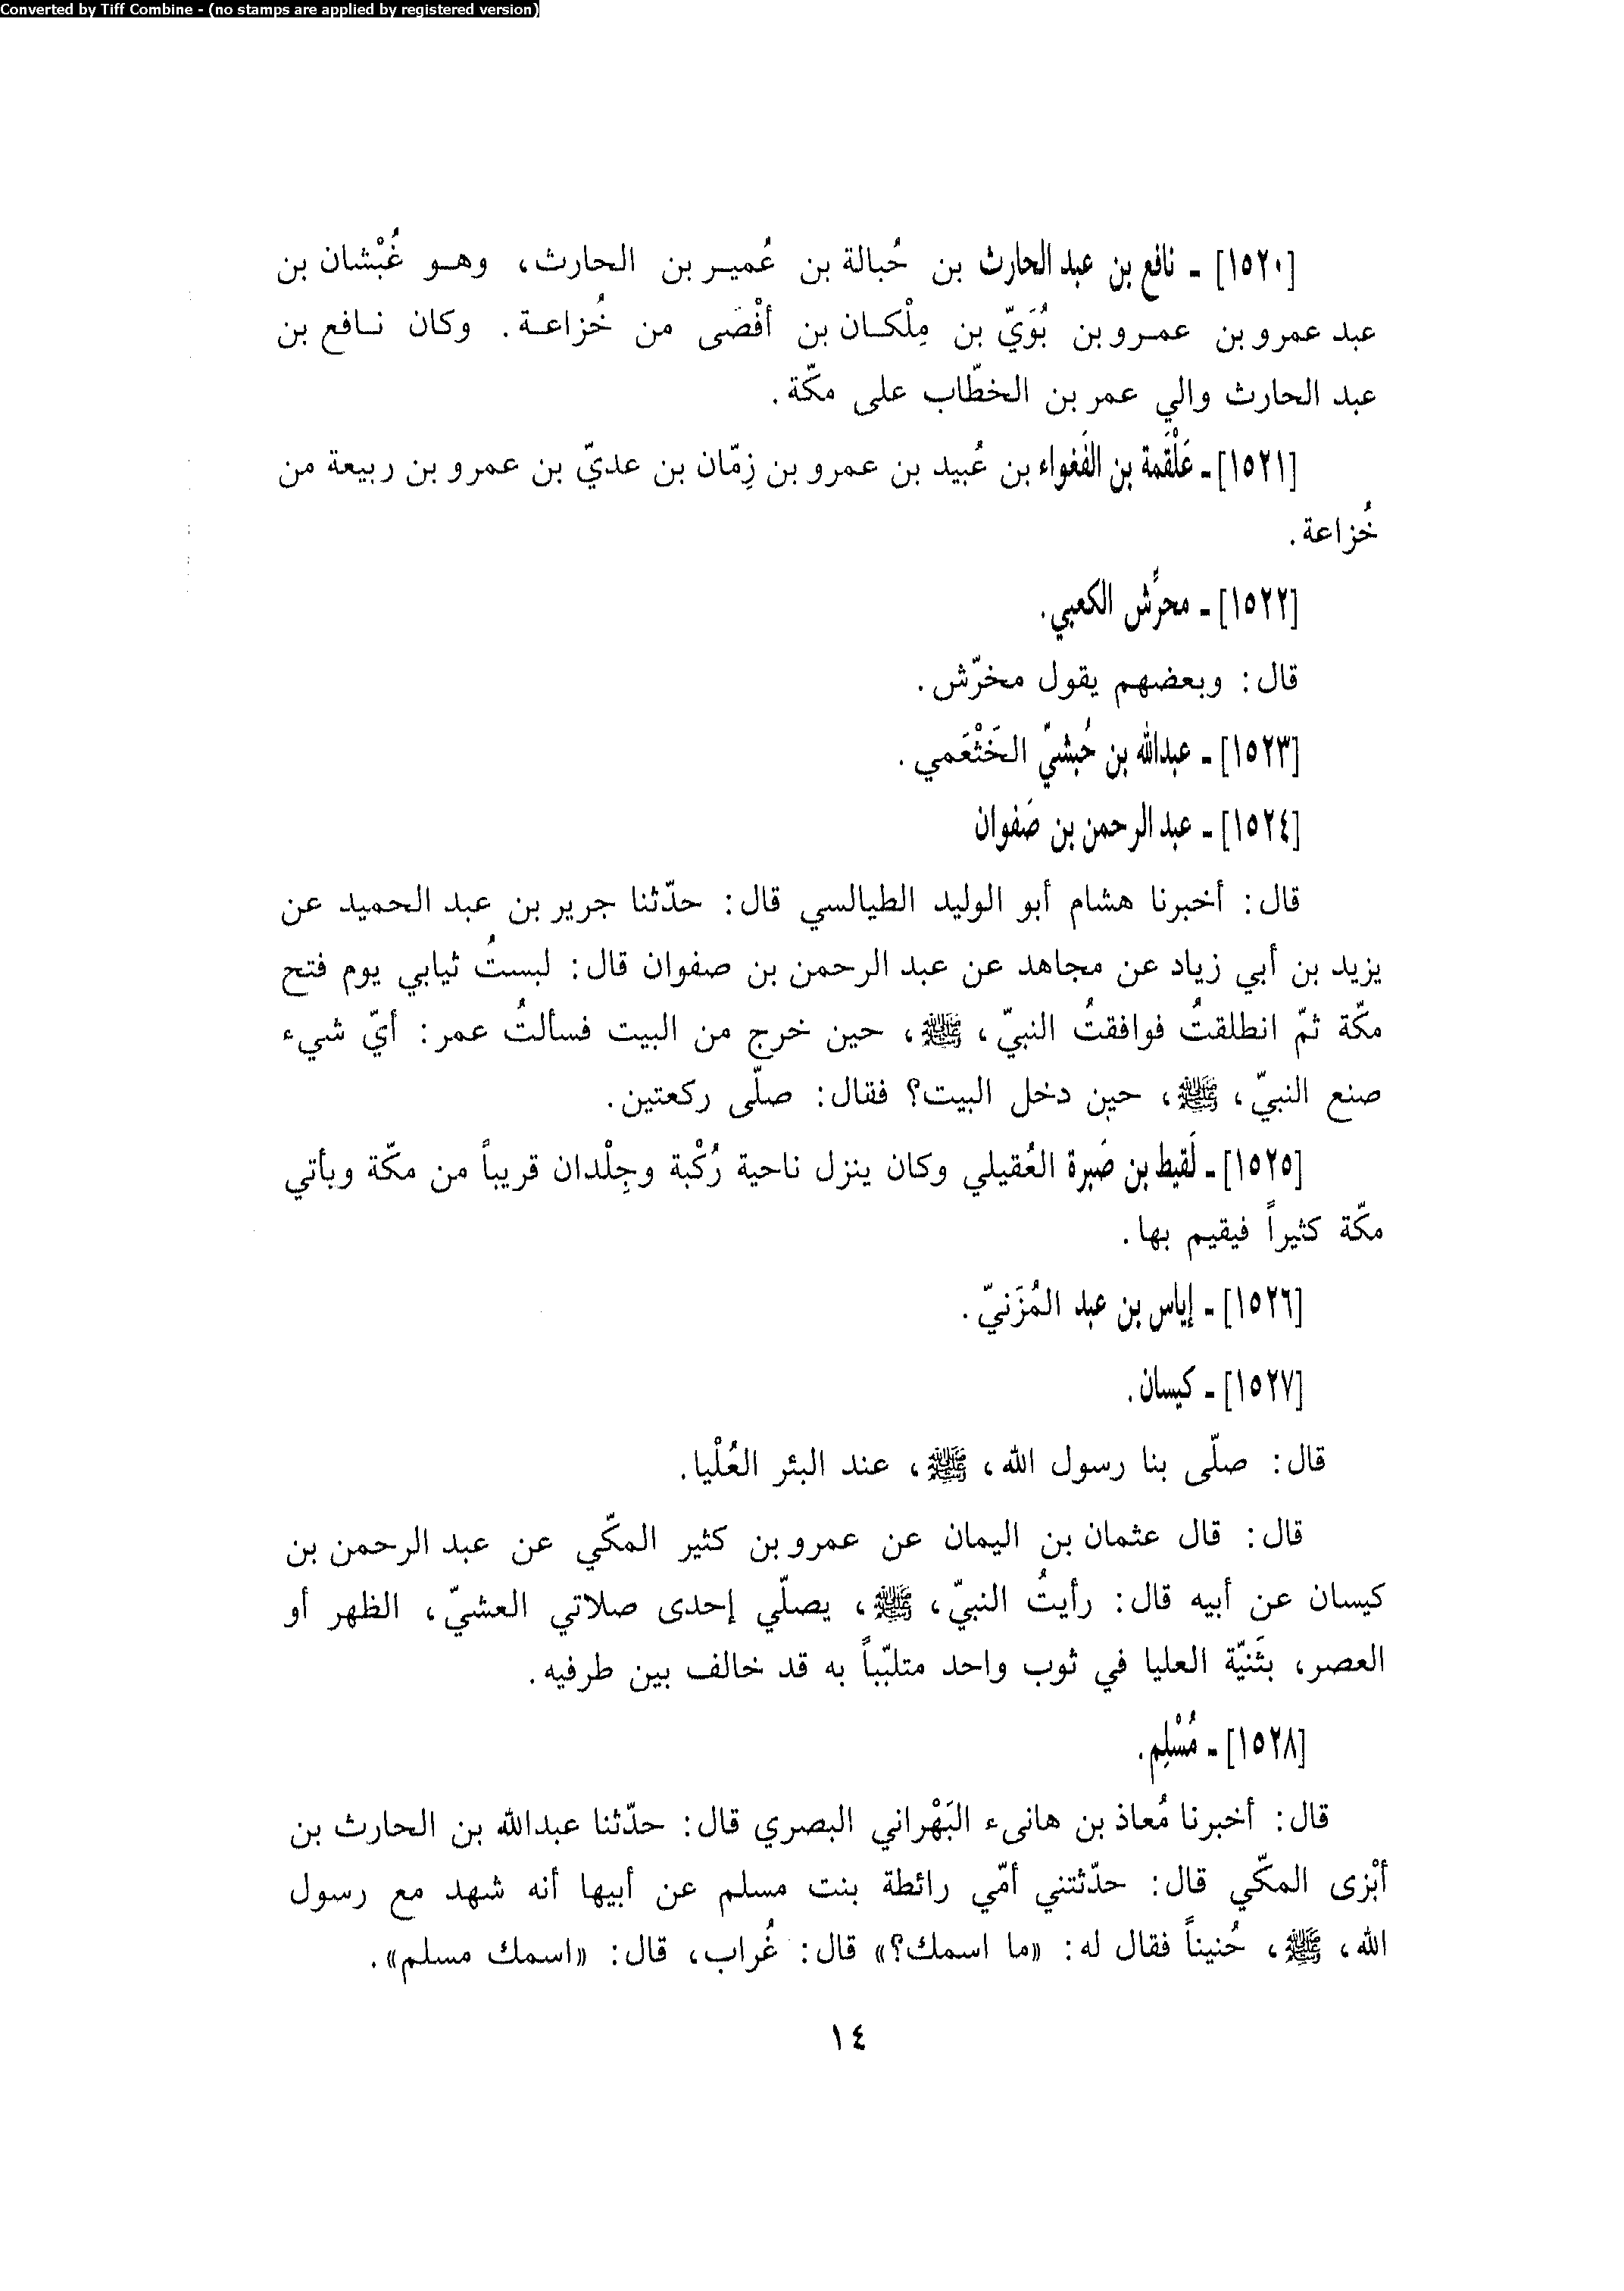 Converted by Tiff Combine - (no stamps are applied by registered version)
[١٥٢٠] ـ نافع بن عبد الحارث بن حُبالة بن عُمير بن الحارث، وهو غُبْشان بن
عبد عمرو بن عمرو بن بُوَيّ بن مِلْكان بن أفْصَى من خُزاعة. وكان نافع بن
عبد الحارث والي عمر بن الخطّاب على مكّة.
[١٥٢١] ـ عَلْقَمة بن الفَغواء بن عُبيد بن عمرو بن زِمّان بن عديّ بن عمرو بن ربيعة من
خُزاعة.
[١٥٢٢] ـ محرِّش الكعبي.
قال: وبعضهم يقول مخرّش.
[١٥٢٣] ـ عبدالله بن حُبشيّ الخَثْعَمي.
[١٥٢٤] ـ عبد الرحمن بن صَفوان
قال: أخبرنا هشام أبو الوليد الطيالسي قال: حدّثنا جرير بن عبد الحميد عن
يزيد بن أبي زياد عن مجاهد عن عبد الرحمن بن صفوان قال: لبستُ ثيابي يوم فتح
مكّة ثمّ انطلقتُ فوافقتُ النبيّ، ﷺ، حين خرج من البيت فسألتُ عمر: أيّ شيء
صنع النبيّ، ﷺ، حين دخل البيت؟ فقال: صلّى ركعتين.
[١٥٢٥] ـ لَقيط بن صَبرة العُقيلي وكان ينزل ناحية رُكْبة وجِلْدان قريباً من مكّة ويأتي
مكّة كثيراً فيقيم بها.
[١٥٢٦] ـ إياس بن عبد المُزَنيّ.
[١٥٢٧] ـ كيسان.
قال: صلّى بنا رسول الله، ﷺ، عند البئر العُلْيا.
قال: قال عثمان بن اليمان عن عمرو بن كثير المكّي عن عبد الرحمن بن
كيسان عن أبيه قال: رأيتُ النبيّ، ﷺ، يصلّي إحدى صلاتي العشيّ، الظهر أو
العصر، بثَنيّة العليا في ثوب واحد متلبّباً به قد خالف بين طرفيه.
[١٥٢٨] ـ مُسْلِم.
قال: أخبرنا مُعاذ بن هانىء البَهْراني البصري قال: حدّثنا عبدالله بن الحارث بن
أبْزى المكّي قال: حدّثتني أمّي رائطة بنت مسلم عن أبيها أنه شهد مع رسول
الله، ﷺ، حُنيناً فقال له: «ما اسمك؟» قال: غُراب، قال: «اسمك مسلم».
١٤